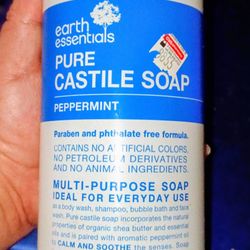 earth
essentials
PURE
CASTILE SOAP
PEPPERMINT
Paraben and phthalate free formula.
CONTAINS NO ARTIFICIAL COLORS,
NO PETROLEUM DERIVATIVES
AND NO ANIMAL INGREDIENTS.
MULTI-PURPOSE SOAP
IDEAL FOR EVERYDAY USE
as a body wash, shampoo, bubble bath and face
wash. Pure castile soap incorporates the natural
properties of organic shea butter and essential
oils and is paired with aromatic peppermint oil
to CALM AND SOOTHE the senses. Soap